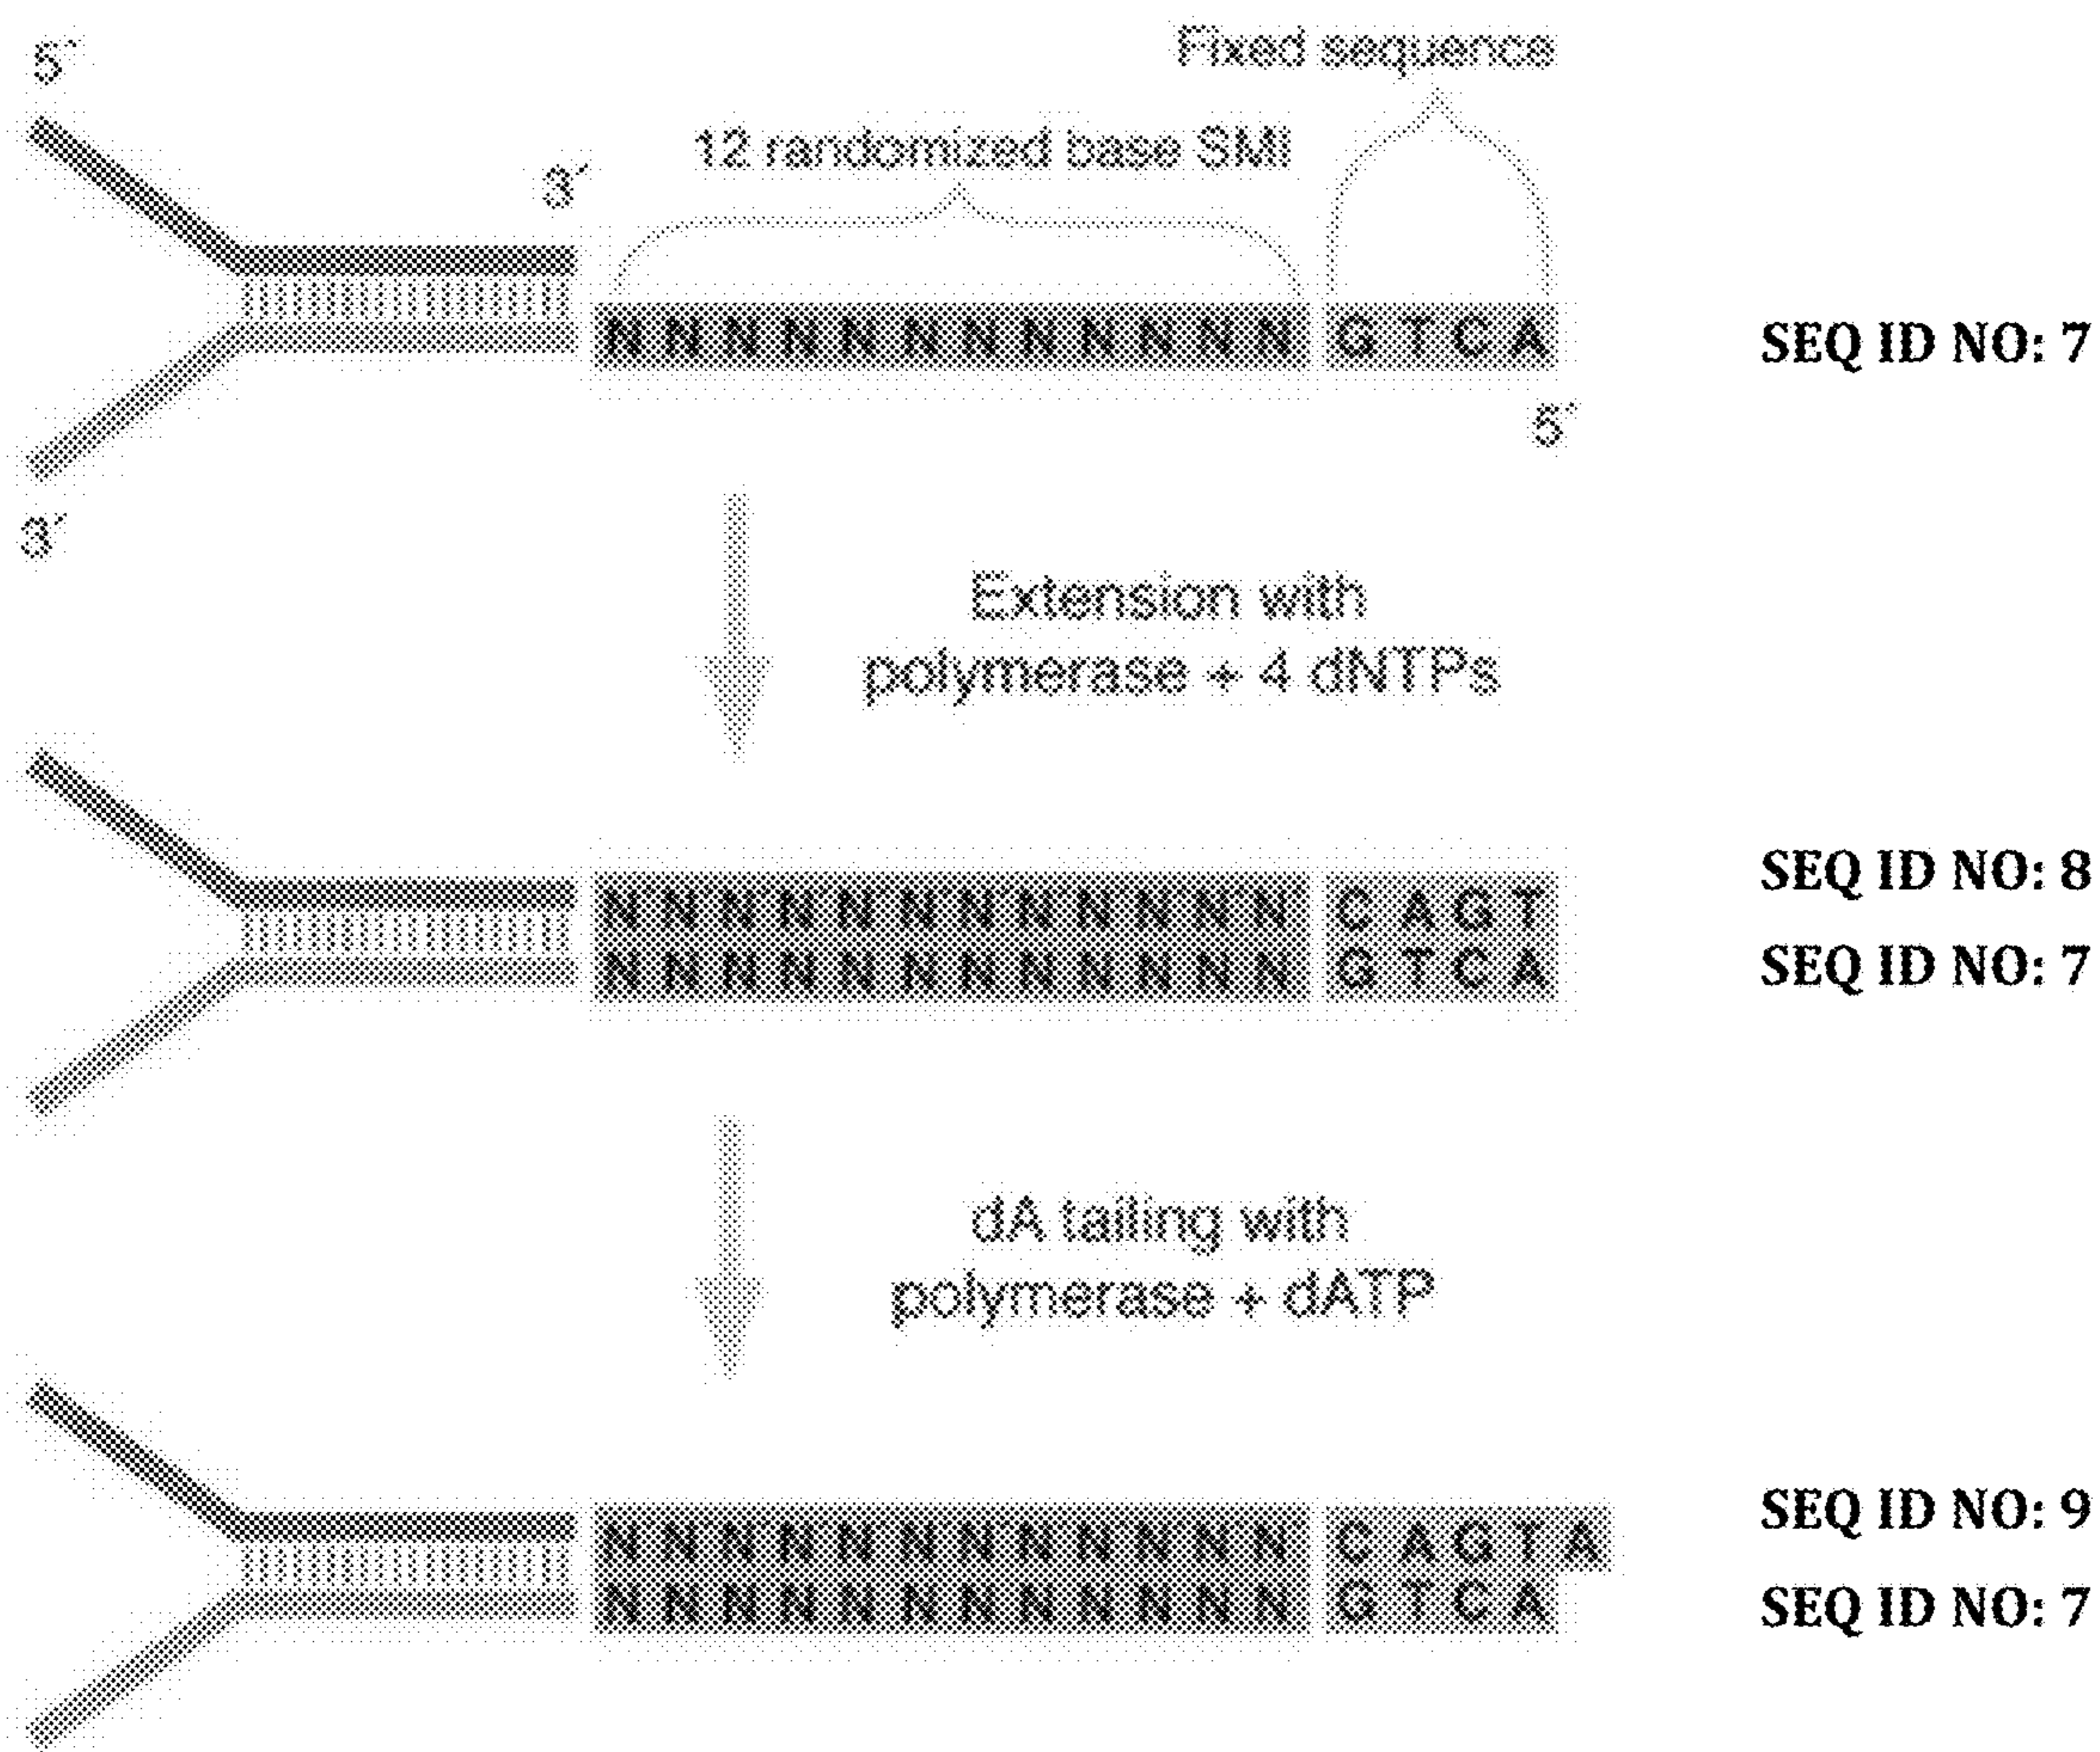 5´
Fixed sequence
12 randomized base SMI
3´
N N N N N N N N N N N N G T C A
SEQ ID NO: 7
5´
3´
Extension with
polymerase + 4 dNTPs
N N N N N N N N N N N N C A G T
SEQ ID NO: 8
N N N N N N N N N N N N G T C A
SEQ ID NO: 7
dA tailing with
polymerase + dATP
N N N N N N N N N N N N C A G T A
SEQ ID NO: 9
N N N N N N N N N N N N G T C A
SEQ ID NO: 7